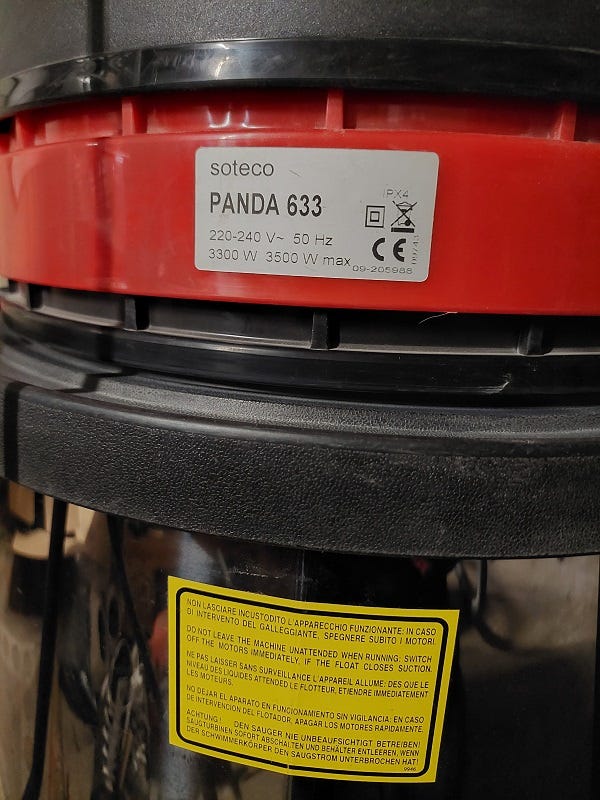 soteco
PANDA 633
IPX4
220-240 V~ 50 Hz
3300 W 3500 W max
CE
09743
09-205988
NON LASCIARE INCUSTODITO L'APPARECCHIO FUNZIONANTE: IN CASO
DI INTERVENTO DEL GALLEGGIANTE, SPEGNERE SUBITO I MOTORI.
DO NOT LEAVE THE MACHINE UNATTENDED WHEN RUNNING: SWITCH
OFF THE MOTORS IMMEDIATELY, IF THE FLOAT CLOSES SUCTION.
NE PAS LAISSER SANS SURVEILLANCE L'APPAREIL ALLUME: DES QUE LE
NIVEAU DES LIQUIDES ATTENDED LE FLOTTEUR, ETIENDRE IMMEDIATEMENT
LES MOTEURS.
NO DEJAR EL APARATO EN FUNCIONAMIENTO SIN VIGILANCIA: EN CASO
DE INTERVENCION DEL FLOTADOR, APAGAR LOS MOTORES RAPIDAMENTE.
ACHTUNG! DEN SAUGER NIE UNBEAUFSICHTIGT BETREIBEN!
SAUGTURBINEN SOFORT ABSCHALTEN UND BEHÄLTER ENTLEEREN, WENN
DER SCHWIMMERKÖRPER DEN SAUGSTROM UNTERBROCHEN HAT!
9946